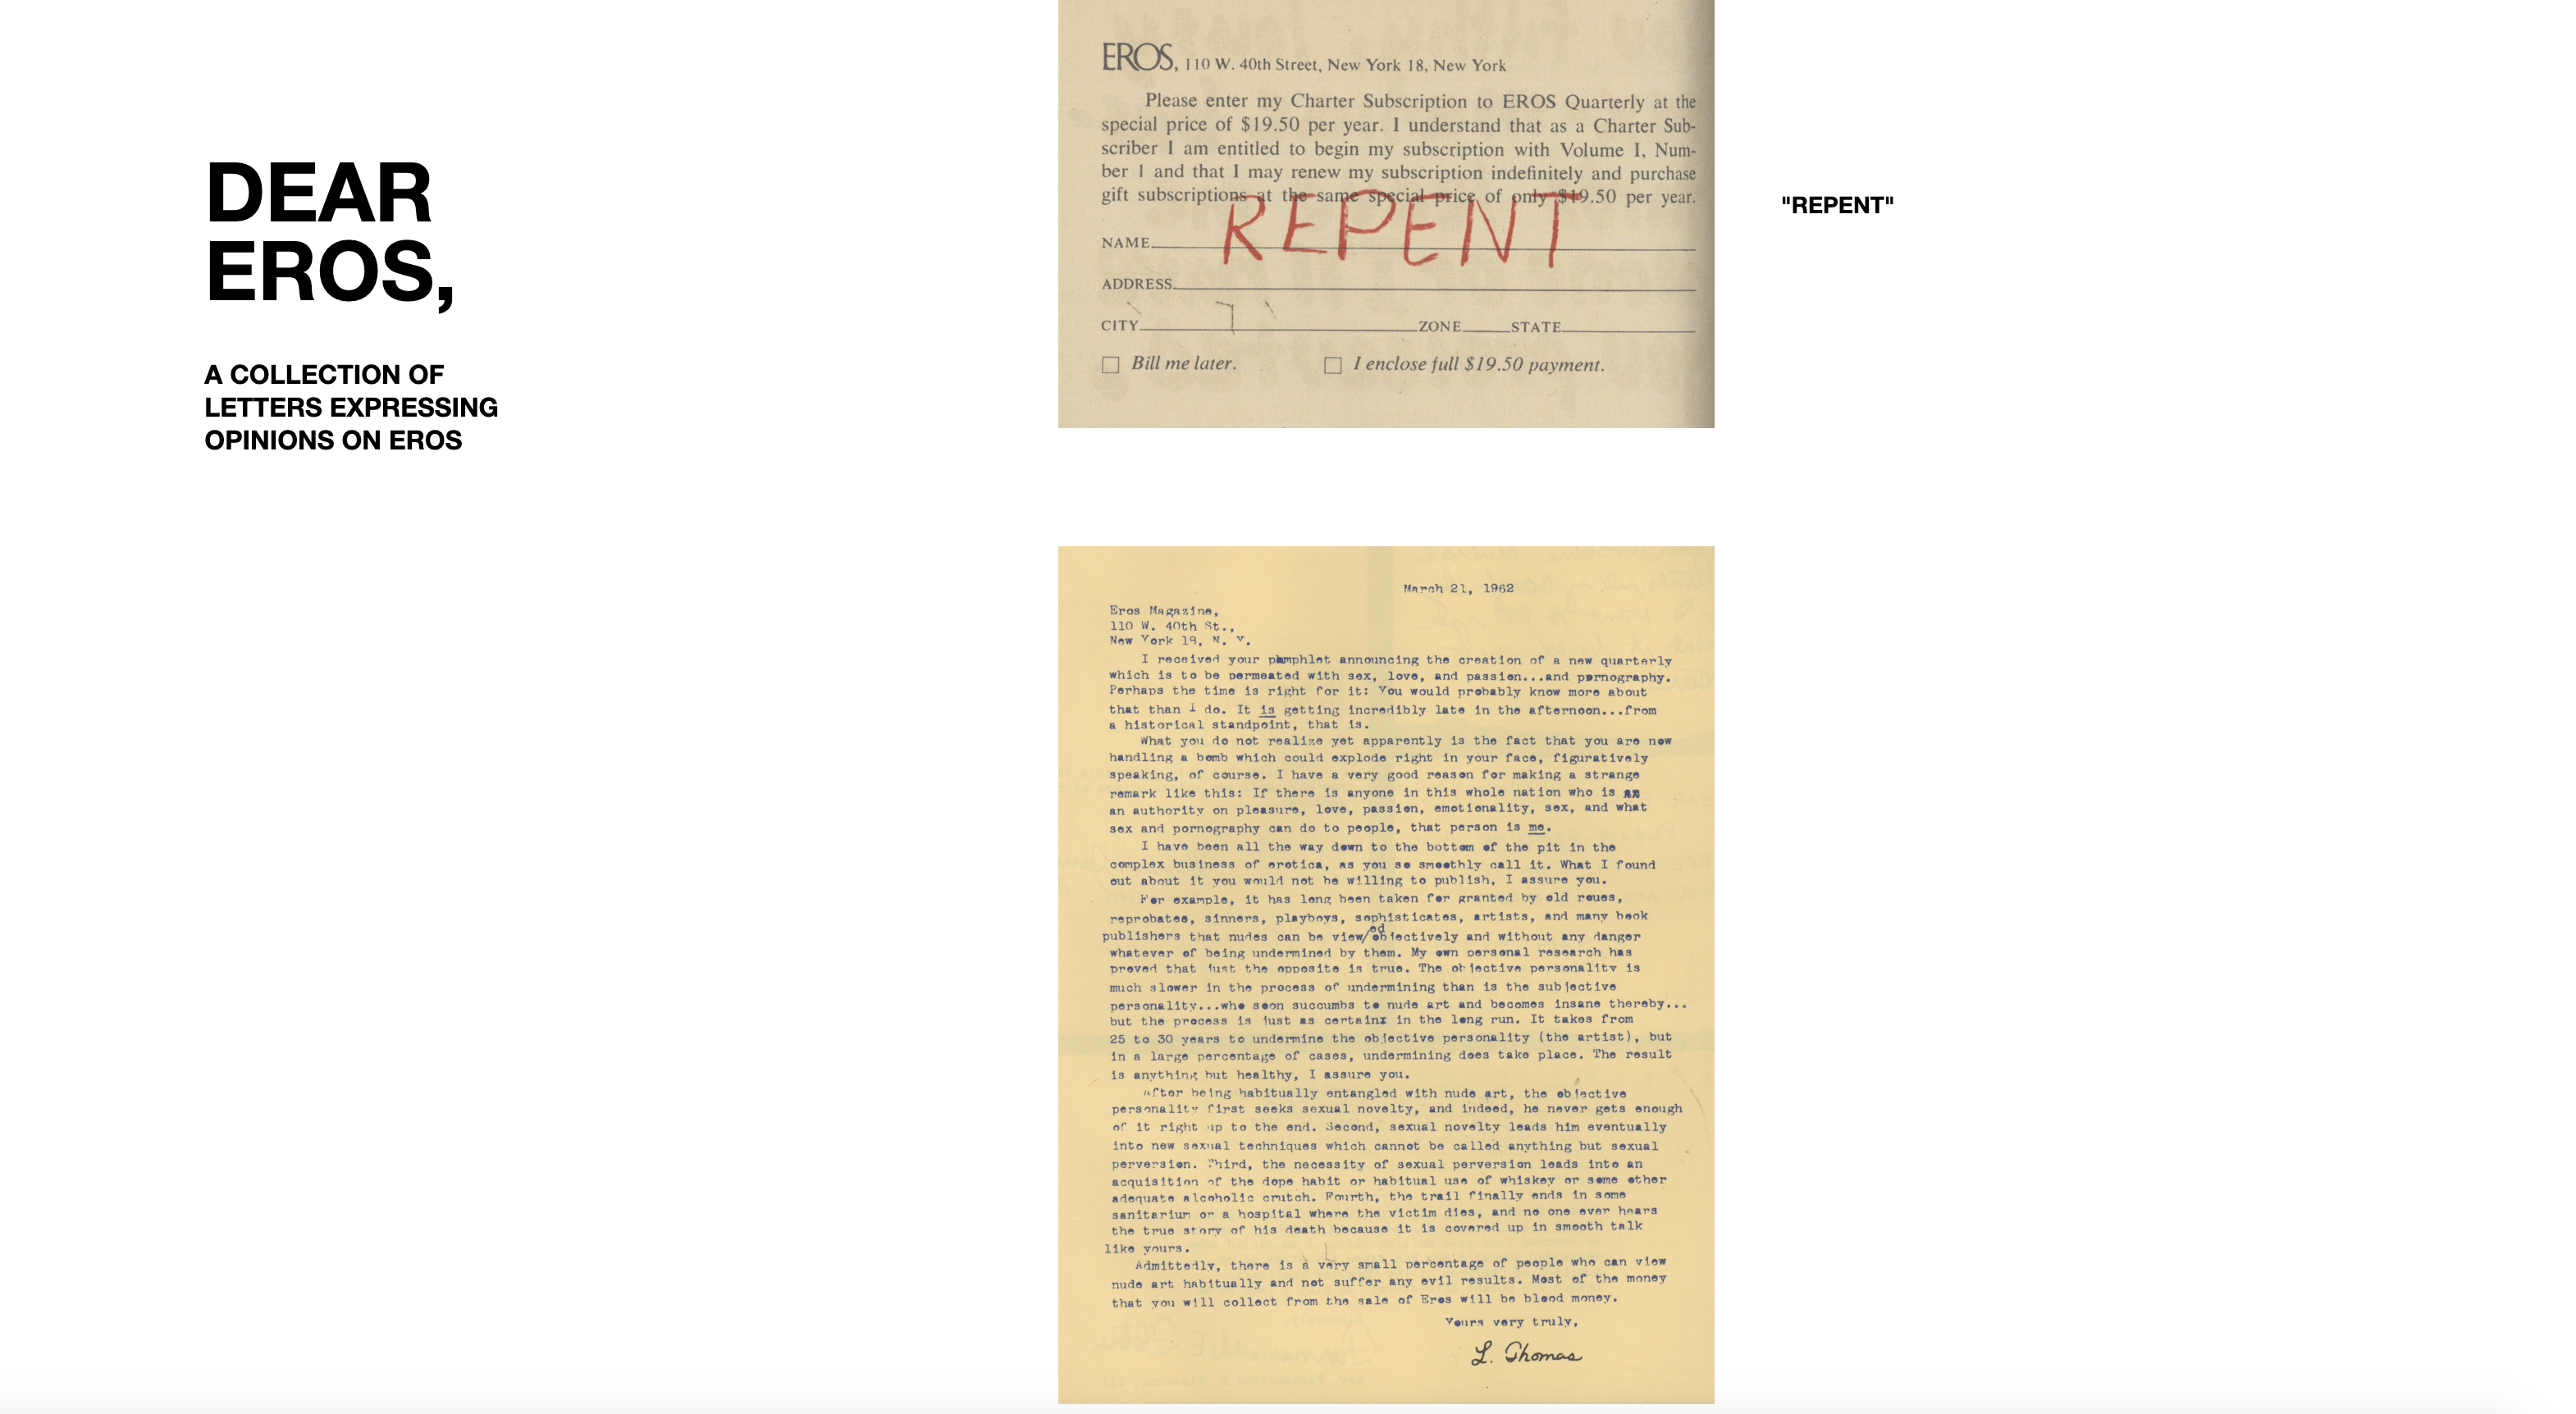 DEAR
EROS,
A COLLECTION OF
LETTERS EXPRESSING
OPINIONS ON EROS
EROS, 110 W. 40th Street, New York 18, New York
Please enter my Charter Subscription to EROS Quarterly at the
special price of $19.50 per year. I understand that as a Charter Sub-
scriber I am entitled to begin my subscription with Volume I, Num-
ber 1 and that I may renew my subscription indefinitely and purchase
gift subscriptions at the same special price of only $19.50 per year.
REPENT
NAME
ADDRESS
CITY ZONE STATE
Bill me later. I enclose full $19.50 payment.
"REPENT"
March 21, 1962
Eros Magazine,
110 W. 40th St.,
New York 18, N. Y.
I received your pamphlet announcing the creation of a new quarterly
which is to be permeated with sex, love, and passion...and pornography.
Perhaps the time is right for it: You would probably know more about
that than I do. It is getting incredibly late in the afternoon...from
a historical standpoint, that is.
What you do not realize yet apparently is the fact that you are now
handling a bomb which could explode right in your face, figuratively
speaking, of course. I have a very good reason for making a strange
remark like this: If there is anyone in this whole nation who is
an authority on pleasure, love, passion, emotionality, sex, and what
sex and pornography can do to people, that person is me.
I have been all the way down to the bottom of the pit in the
complex business of erotica, as you so smoothly call it. What I found
out about it you would not be willing to publish, I assure you.
For example, it has long been taken for granted by old roues,
reprobates, sinners, playboys, sophisticates, artists, and many book
publishers that nudes can be view/ed objectively and without any danger
whatever of being undermined by them. My own personal research has
proved that just the opposite is true. The objective personality is
much slower in the process of undermining than is the subjective
personality...who soon succumbs to nude art and becomes insane thereby...
but the process is just as certainx in the long run. It takes from
25 to 30 years to undermine the objective personality (the artist), but
in a large percentage of cases, undermining does take place. The result
is anything but healthy, I assure you.
After being habitually entangled with nude art, the objective
personality first seeks sexual novelty, and indeed, he never gets enough
of it right up to the end. Second, sexual novelty leads him eventually
into new sexual techniques which cannot be called anything but sexual
perversion. Third, the necessity of sexual perversion leads into an
acquisition of the dope habit or habitual use of whiskey or some other
adequate alcoholic crutch. Fourth, the trail finally ends in some
sanitarium or a hospital where the victim dies, and no one ever hears
the true story of his death because it is covered up in smooth talk
like yours.
Admittedly, there is a very small percentage of people who can view
nude art habitually and not suffer any evil results. Most of the money
that you will collect from the sale of Eros will be blood money.
Yours very truly,
L. Thomas